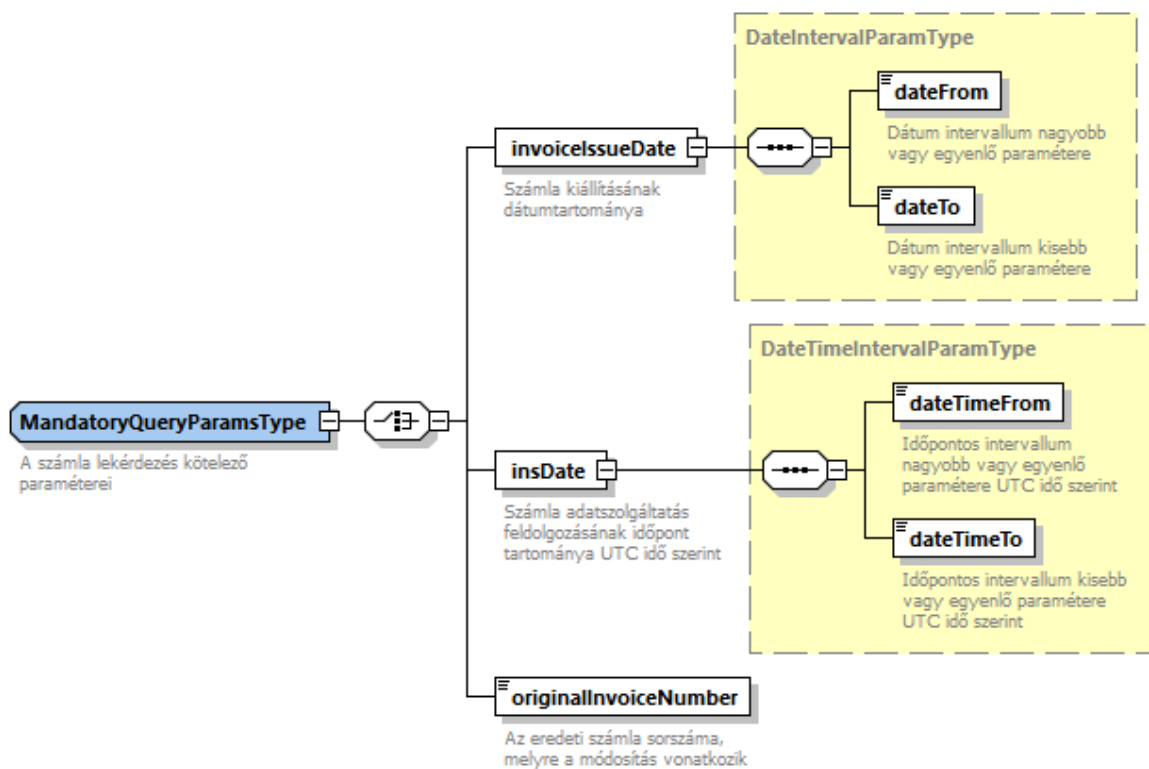 DateIntervalParamType
dateFrom
Dátum intervallum nagyobb
vagy egyenlő paramétere
invoiceIssueDate
Számla kiállításának
dátumtartománya
dateTo
Dátum intervallum kisebb
vagy egyenlő paramétere
DateTimeIntervalParamType
dateTimeFrom
Időpontos intervallum
nagyobb vagy egyenlő
paramétere UTC idő szerint
MandatoryQueryParamsType
A számla lekérdezés kötelező
paraméterei
insDate
Számla adatszolgáltatás
feldolgozásának időpont
tartománya UTC idő szerint
dateTimeTo
Időpontos intervallum kisebb
vagy egyenlő paramétere
UTC idő szerint
originalInvoiceNumber
Az eredeti számla sorszáma,
melyre a módosítás vonatkozik